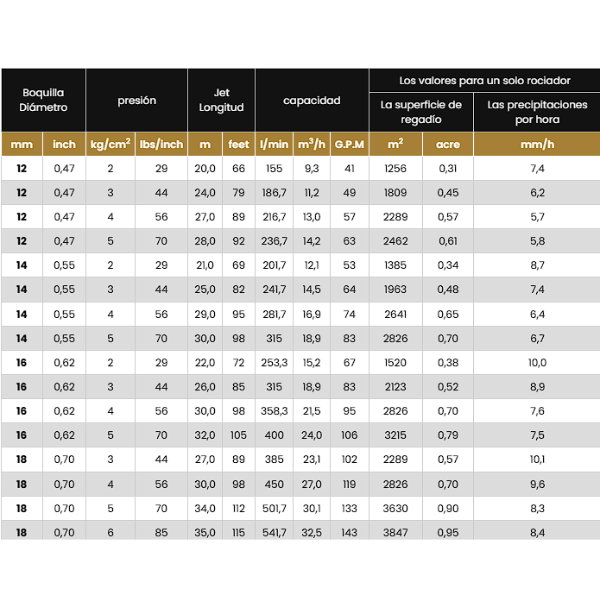 Boquilla Diámetro presión Jet Longitud capacidad Los valores para un solo rociador
La superficie de regadío Las precipitaciones por hora
mm inch kg/cm² lbs/inch m feet l/min m³/h G.P.M m² acre mm/h
12 0,47 2 29 20,0 66 155 9,3 41 1256 0,31 7,4
12 0,47 3 44 24,0 79 186,7 11,2 49 1809 0,45 6,2
12 0,47 4 56 27,0 89 216,7 13,0 57 2289 0,57 5,7
12 0,47 5 70 28,0 92 236,7 14,2 63 2462 0,61 5,8
14 0,55 2 29 21,0 69 201,7 12,1 53 1385 0,34 8,7
14 0,55 3 44 25,0 82 241,7 14,5 64 1963 0,48 7,4
14 0,55 4 56 29,0 95 281,7 16,9 74 2641 0,65 6,4
14 0,55 5 70 30,0 98 315 18,9 83 2826 0,70 6,7
16 0,62 2 29 22,0 72 253,3 15,2 67 1520 0,38 10,0
16 0,62 3 44 26,0 85 315 18,9 83 2123 0,52 8,9
16 0,62 4 56 30,0 98 358,3 21,5 95 2826 0,70 7,6
16 0,62 5 70 32,0 105 400 24,0 106 3215 0,79 7,5
18 0,70 3 44 27,0 89 385 23,1 102 2289 0,57 10,1
18 0,70 4 56 30,0 98 450 27,0 119 2826 0,70 9,6
18 0,70 5 70 34,0 112 501,7 30,1 133 3630 0,90 8,3
18 0,70 6 85 35,0 115 541,7 32,5 143 3847 0,95 8,4